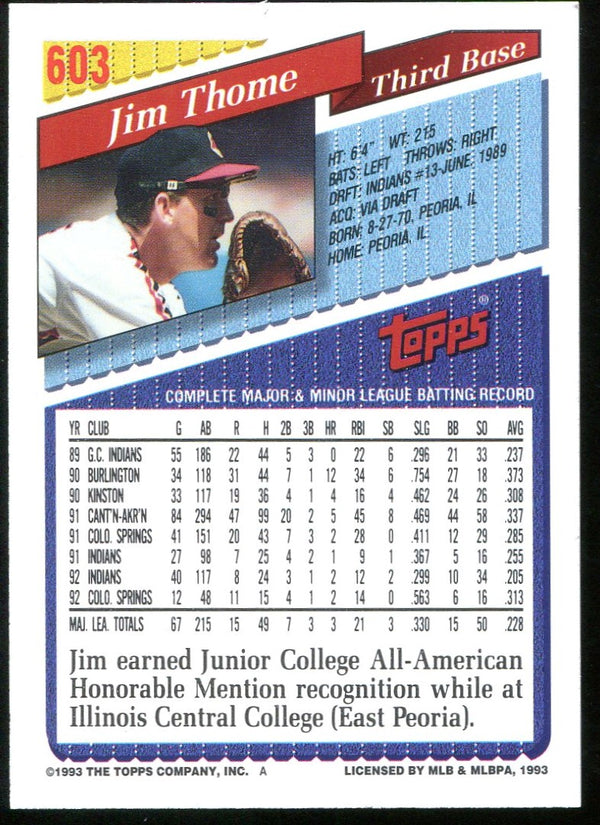 603
Jim Thome
Third Base
HT: 6'4" WT: 215
BATS: LEFT THROWS: RIGHT
DRFT: INDIANS #13-JUNE, 1989
ACQ: VIA DRAFT
BORN: 8-27-70, PEORIA, IL
HOME: PEORIA, IL
topps®
COMPLETE MAJOR & MINOR LEAGUE BATTING RECORD
YR CLUB G AB R H 2B 3B HR RBI SB SLG BB SO AVG
89 G.C. INDIANS 55 186 22 44 5 3 0 22 6 .296 21 33 .237
90 BURLINGTON 34 118 31 44 7 1 12 34 6 .754 27 18 .373
90 KINSTON 33 117 19 36 4 1 4 16 4 .462 24 26 .308
91 CANT'N-AKR'N 84 294 47 99 20 2 5 45 8 .469 44 58 .337
91 COLO. SPRINGS 41 151 20 43 7 3 2 28 0 .411 12 29 .285
91 INDIANS 27 98 7 25 4 2 1 9 1 .367 5 16 .255
92 INDIANS 40 117 8 24 3 1 2 12 2 .299 10 34 .205
92 COLO. SPRINGS 12 48 11 15 4 1 2 14 0 .563 6 16 .313
MAJ. LEA. TOTALS 67 215 15 49 7 3 3 21 3 .330 15 50 .228
Jim earned Junior College All-American
Honorable Mention recognition while at
Illinois Central College (East Peoria).
©1993 THE TOPPS COMPANY, INC. A LICENSED BY MLB & MLBPA, 1993